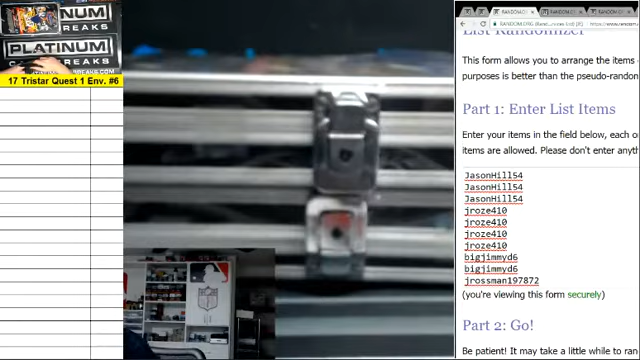 PLATINUM
BREAKS
PLATINUM
17 Tristar Quest 1 Env. #6
List Randomizer
This form allows you to arrange the items
purposes is better than the pseudo-random
Part 1: Enter List Items
Enter your items in the field below, each o
items are allowed. Please don't enter anyth
JasonHill54
JasonHill54
JasonHill54
jroze410
jroze410
jroze410
jroze410
bigjimmyd6
bigjimmyd6
jrossman197872
(you're viewing this form securely)
Part 2: Go!
Be patient! It may take a little while to ran